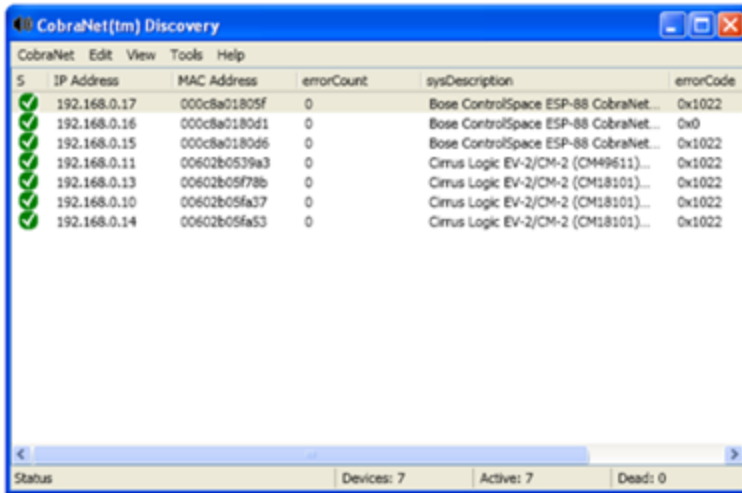 CobraNet(tm) Discovery
CobraNet Edit View Tools Help
S IP Address MAC Address errorCount sysDescription errorCode
192.168.0.17 000c8a01805f 0 Bose ControlSpace ESP-88 CobraNet... 0x1022
192.168.0.16 000c8a0180d1 0 Bose ControlSpace ESP-88 CobraNet... 0x0
192.168.0.15 000c8a0180d6 0 Bose ControlSpace ESP-88 CobraNet... 0x1022
192.168.0.11 00602b0539a3 0 Cirrus Logic EV-2/CM-2 (CM49611)... 0x1022
192.168.0.13 00602b05f78b 0 Cirrus Logic EV-2/CM-2 (CM18101)... 0x1022
192.168.0.10 00602b05fa37 0 Cirrus Logic EV-2/CM-2 (CM18101)... 0x1022
192.168.0.14 00602b05fa53 0 Cirrus Logic EV-2/CM-2 (CM18101)... 0x1022
Status Devices: 7 Active: 7 Dead: 0